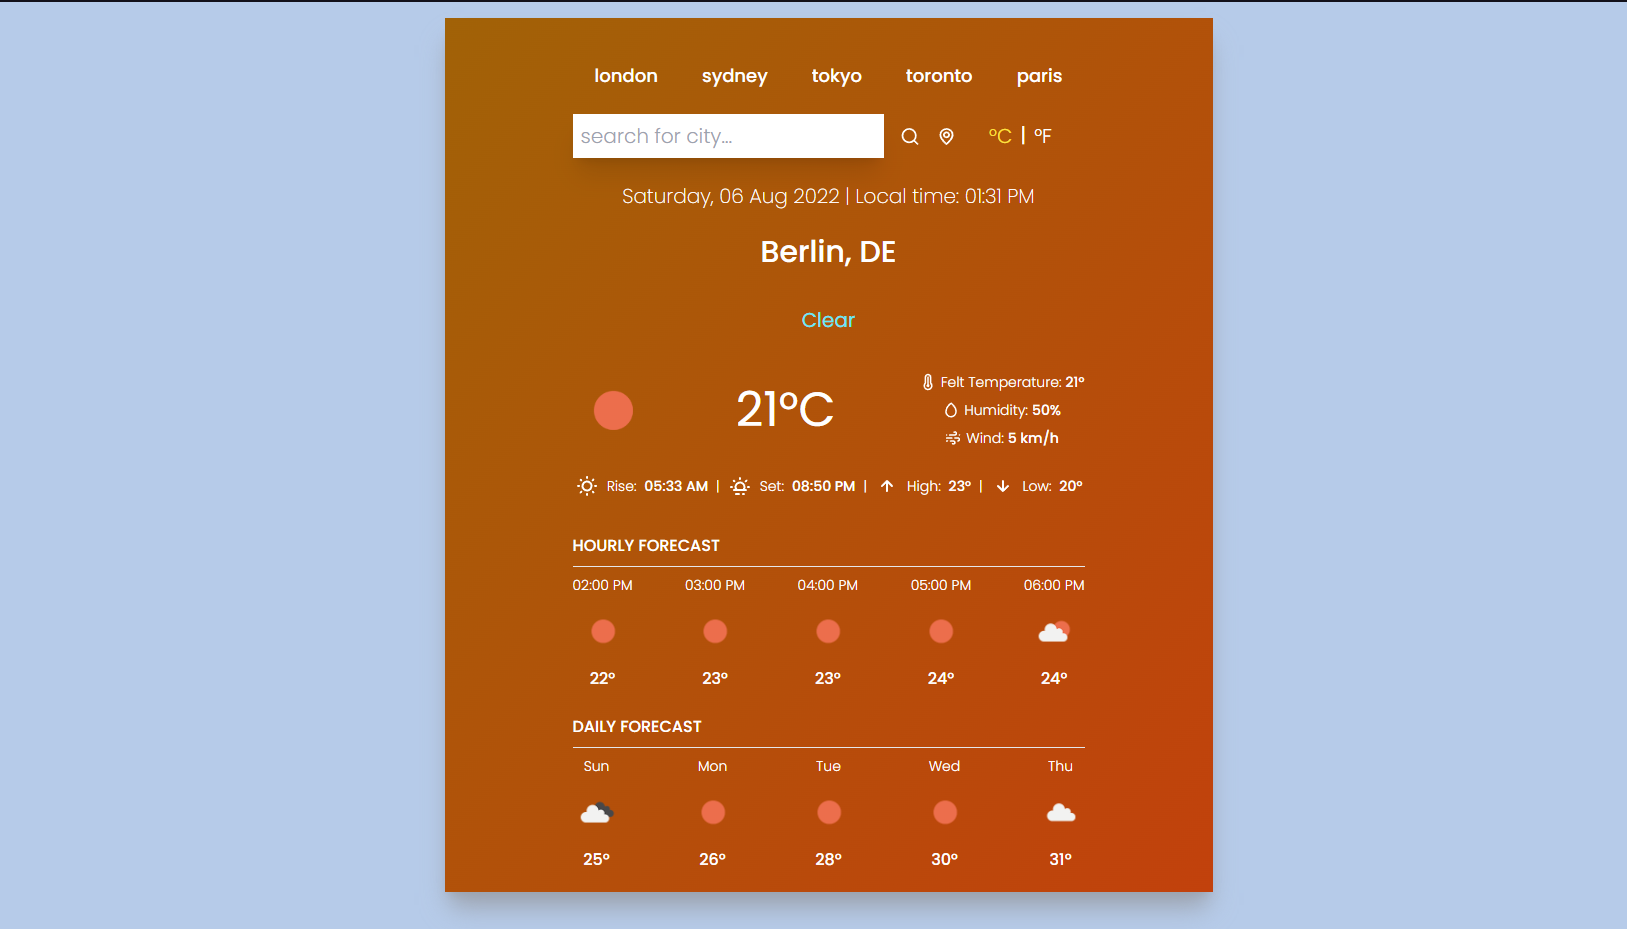 london sydney tokyo toronto paris
search for city... °C | °F
Saturday, 06 Aug 2022 | Local time: 01:31 PM
Berlin, DE
Clear
21°C
Felt Temperature: 21°
Humidity: 50%
Wind: 5 km/h
Rise: 05:33 AM | Set: 08:50 PM | High: 23° | Low: 20°
HOURLY FORECAST
02:00 PM 03:00 PM 04:00 PM 05:00 PM 06:00 PM
22° 23° 23° 24° 24°
DAILY FORECAST
Sun Mon Tue Wed Thu
25° 26° 28° 30° 31°